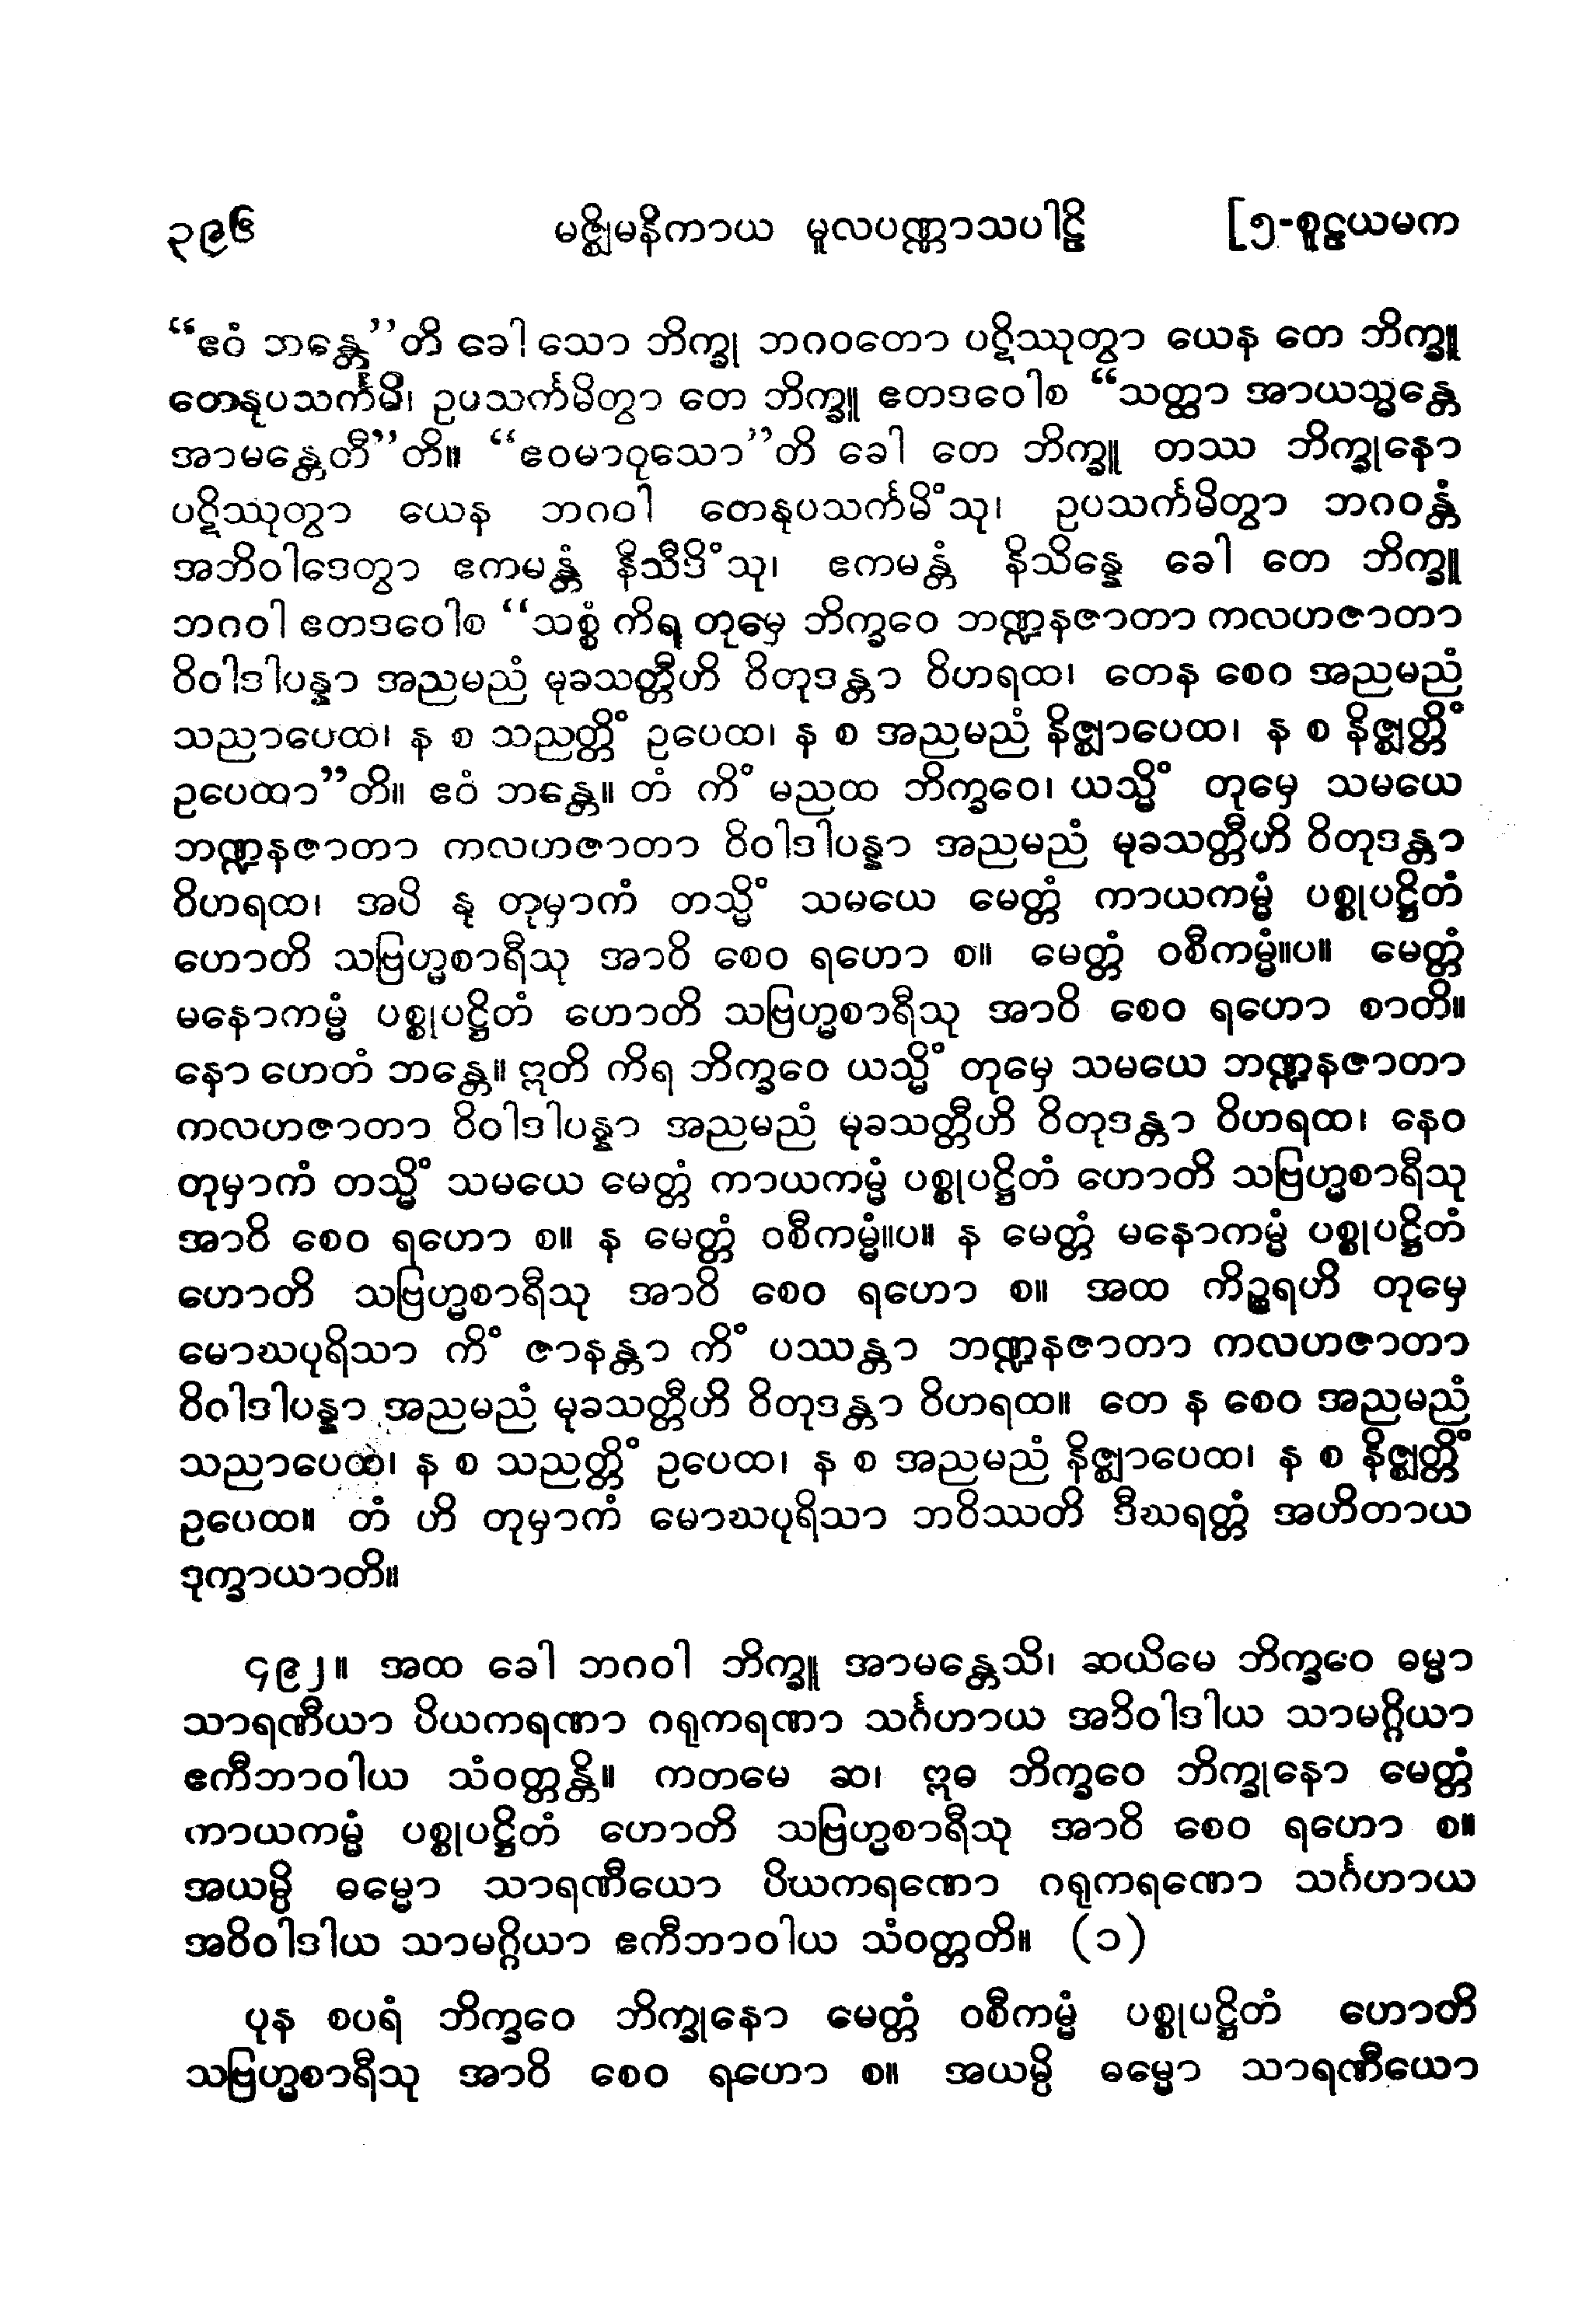 ၃၉၆ မဇ္ဈိမနိကာယ မူလပဏ္ဏာသပါဠိ [၅-စူဠယမက
“ဧဝံ ဘန္တေ”တိ ခေါ သော ဘိက္ခု ဘဂဝတော ပဋိဿုတွာ ယေန တေ ဘိက္ခူ
တေနုပသင်္ကမိ၊ ဥပသင်္ကမိတွာ တေ ဘိက္ခူ ဧတဒဝေါစ “သတ္ထာ အာယသ္မန္တေ
အာမန္တေတီ”တိ။ “ဧဝမာဝုသော”တိ ခေါ တေ ဘိက္ခူ တဿ ဘိက္ခုနော
ပဋိဿုတွာ ယေန ဘဂဝါ တေနုပသင်္ကမိံသု၊ ဥပသင်္ကမိတွာ ဘဂဝန္တံ
အဘိဝါဒေတွာ ဧကမန္တံ နိသီဒိံသု၊ ဧကမန္တံ နိသိန္နေ ခေါ တေ ဘိက္ခူ
ဘဂဝါ ဧတဒဝေါစ “သစ္စံ ကိရ တုမှေ ဘိက္ခဝေ ဘဏ္ဍနဇာတာ ကလဟဇာတာ
ဝိဝါဒါပန္နာ အညမညံ မုခသတ္တီဟိ ဝိတုဒန္တာ ဝိဟရထ၊ တေန စေဝ အညမညံ
သညာပေထ၊ န စ သညတ္တိံ ဥပေထ၊ န စ အညမညံ နိဇ္ဈာပေထ၊ န စ နိဇ္ဈတ္တိံ
ဥပေထာ”တိ။ ဧဝံ ဘန္တေ။ တံ ကိံ မညထ ဘိက္ခဝေ၊ ယသ္မိံ တုမှေ သမယေ
ဘဏ္ဍနဇာတာ ကလဟဇာတာ ဝိဝါဒါပန္နာ အညမညံ မုခသတ္တီဟိ ဝိတုဒန္တာ
ဝိဟရထ၊ အပိ နု တုမှာကံ တသ္မိံ သမယေ မေတ္တံ ကာယကမ္မံ ပစ္စုပဋ္ဌိတံ
ဟောတိ သဗြဟ္မစာရီသု အာဝိ စေဝ ရဟော စ။ မေတ္တံ ဝစီကမ္မံ။ပ။ မေတ္တံ
မနောကမ္မံ ပစ္စုပဋ္ဌိတံ ဟောတိ သဗြဟ္မစာရီသု အာဝိ စေဝ ရဟော စာတိ။
နော ဟေတံ ဘန္တေ။ ဣတိ ကိရ ဘိက္ခဝေ ယသ္မိံ တုမှေ သမယေ ဘဏ္ဍနဇာတာ
ကလဟဇာတာ ဝိဝါဒါပန္နာ အညမညံ မုခသတ္တီဟိ ဝိတုဒန္တာ ဝိဟရထ၊ နေဝ
တုမှာကံ တသ္မိံ သမယေ မေတ္တံ ကာယကမ္မံ ပစ္စုပဋ္ဌိတံ ဟောတိ သဗြဟ္မစာရီသု
အာဝိ စေဝ ရဟော စ။ န မေတ္တံ ဝစီကမ္မံ။ပ။ န မေတ္တံ မနောကမ္မံ ပစ္စုပဋ္ဌိတံ
ဟောတိ သဗြဟ္မစာရီသု အာဝိ စေဝ ရဟော စ။ အထ ကိဉ္စရဟိ တုမှေ
မောဃပုရိသာ ကိံ ဇာနန္တာ ကိံ ပဿန္တာ ဘဏ္ဍနဇာတာ ကလဟဇာတာ
ဝိဝါဒါပန္နာ အညမညံ မုခသတ္တီဟိ ဝိတုဒန္တာ ဝိဟရထ။ တေ န စေဝ အညမညံ
သညာပေထ၊ န စ သညတ္တိံ ဥပေထ၊ န စ အညမညံ နိဇ္ဈာပေထ၊ န စ နိဇ္ဈတ္တိံ
ဥပေထ။ တံ ဟိ တုမှာကံ မောဃပုရိသာ ဘဝိဿတိ ဒီဃရတ္တံ အဟိတာယ
ဒုက္ခာယာတိ။
၄၉၂။ အထ ခေါ ဘဂဝါ ဘိက္ခူ အာမန္တေသိ၊ ဆယိမေ ဘိက္ခဝေ ဓမ္မာ
သာရဏီယာ ပိယကရဏာ ဂရုကရဏာ သင်္ဂဟာယ အဝိဝါဒါယ သာမဂ္ဂိယာ
ဧကီဘာဝါယ သံဝတ္တန္တိ။ ကတမေ ဆ၊ ဣဓ ဘိက္ခဝေ ဘိက္ခုနော မေတ္တံ
ကာယကမ္မံ ပစ္စုပဋ္ဌိတံ ဟောတိ သဗြဟ္မစာရီသု အာဝိ စေဝ ရဟော စ။
အယမ္ပိ ဓမ္မော သာရဏီယော ပိယကရဏော ဂရုကရဏော သင်္ဂဟာယ
အဝိဝါဒါယ သာမဂ္ဂိယာ ဧကီဘာဝါယ သံဝတ္တတိ။ (၁)
ပုန စပရံ ဘိက္ခဝေ ဘိက္ခုနော မေတ္တံ ဝစီကမ္မံ ပစ္စုပဋ္ဌိတံ ဟောတိ
သဗြဟ္မစာရီသု အာဝိ စေဝ ရဟော စ။ အယမ္ပိ ဓမ္မော သာရဏီယော